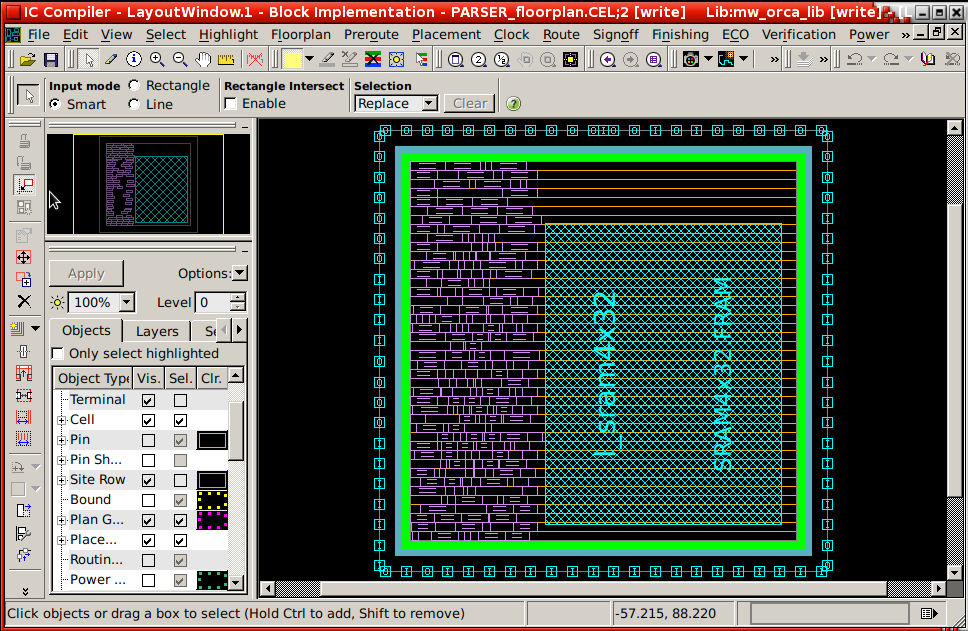 IC Compiler - LayoutWindow.1 - Block Implementation - PARSER_floorplan.CEL;2 [write] Lib:mw_orca_lib [write] - [L
File Edit View Select Highlight Floorplan Preroute Placement Clock Route Signoff Finishing ECO Verification Power »
Input mode Rectangle
Smart Line
Rectangle Intersect
Enable
Selection
Replace Clear
Apply Options:
100% Level 0
Objects Layers Se
Only select highlighted
Object Type Vis. Sel. Clr.
Terminal
Cell
Pin
Pin Sh...
Site Row
Bound
Plan G...
Place...
Routin...
Power ...
I_sram4x32
SRAM4x32.FRAM
Click objects or drag a box to select (Hold Ctrl to add, Shift to remove) -57.215, 88.220